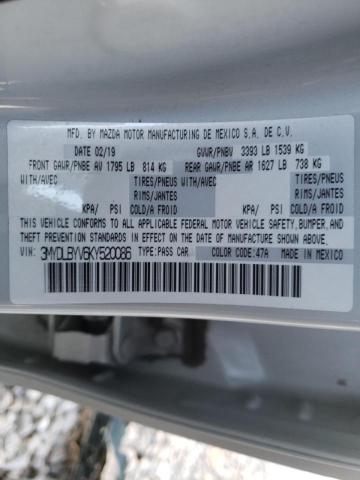 MFD. BY MAZDA MOTOR MANUFACTURING DE MEXICO S.A. DE C.V.
DATE 02/19 GVWR/PNBV 3393 LB 1539 KG
FRONT GAWR/PNBE AV 1795 LB 814 KG REAR GAWR/PNBE AR 1627 LB 738 KG
WITH/AVEC TIRES/PNEUS WITH/AVEC TIRES/PNEUS
RIMS/JANTES RIMS/JANTES
KPA/ PSI COLD/A FROID KPA/ PSI COLD/A FROID
THIS VEHICLE CONFORMS TO ALL APPLICABLE FEDERAL MOTOR VEHICLE SAFETY, BUMPER, AND
THEFT PREVENTION STANDARDS IN EFFECT ON THE DATE OF MANUFACTURE SHOWN ABOVE.
VIN: 3MYDLBYV6KY520086 TYPE:PASS CAR COLOR CODE:47A MADE IN MEXICO